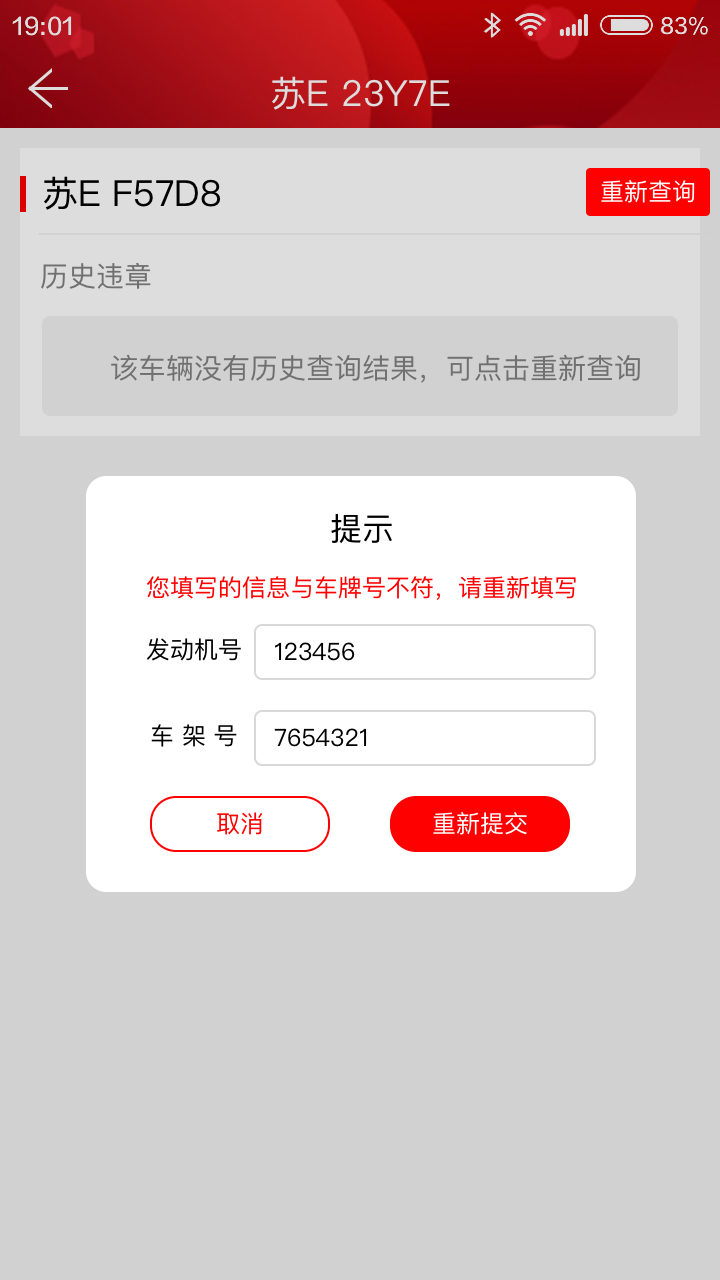 19:01 83%
苏E 23Y7E
苏E F57D8 重新查询
历史违章
该车辆没有历史查询结果，可点击重新查询
提示
您填写的信息与车牌号不符，请重新填写
发动机号 123456
车 架 号 7654321
取消 重新提交